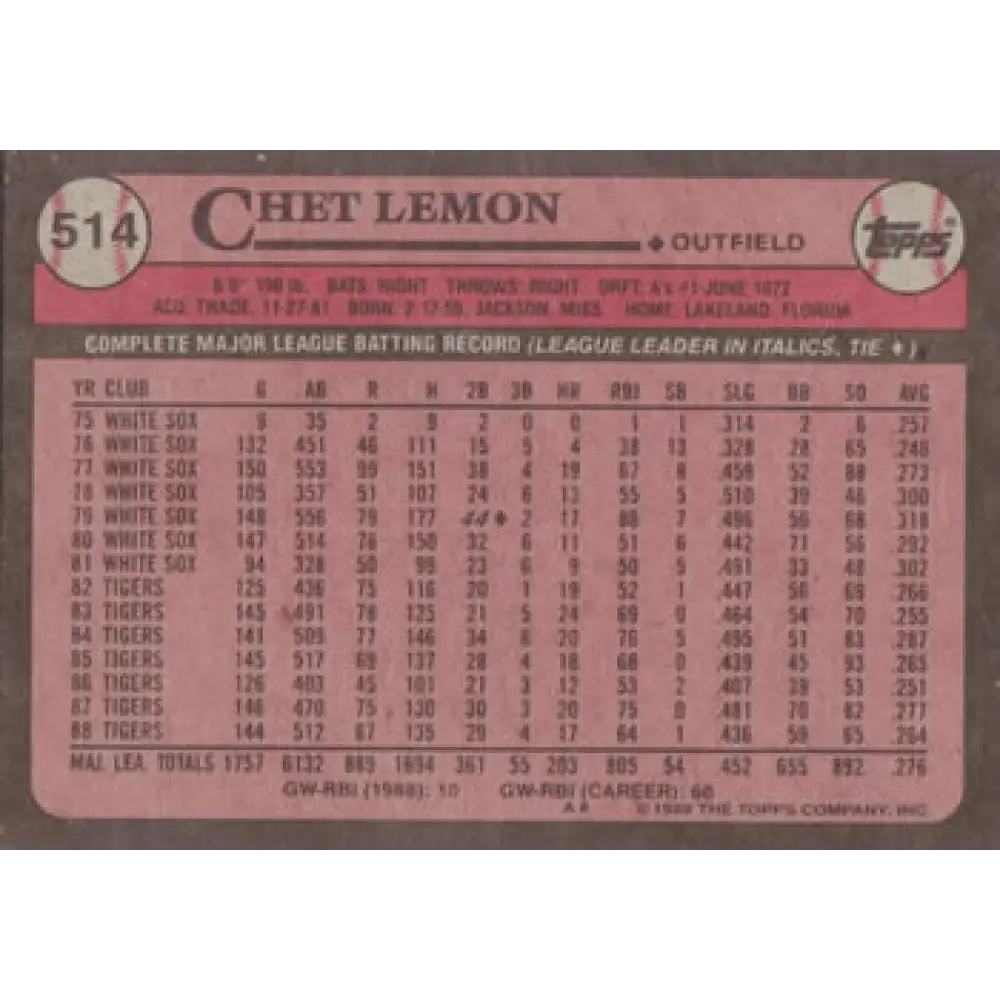 514
CHET LEMON
◆ OUTFIELD
topps®
6'0" 190 lb. BATS: RIGHT THROWS: RIGHT DRFT: A's #1-JUNE 1972
ACQ: TRADE, 11-27-81 BORN: 2-12-55, JACKSON, MISS. HOME: LAKELAND, FLORIDA
COMPLETE MAJOR LEAGUE BATTING RECORD (LEAGUE LEADER IN ITALICS, TIE ♦)
YR CLUB G AB R H 2B 3B HR RBI SB SLG BB SO AVG
75 WHITE SOX 9 35 2 9 2 0 0 1 1 .314 2 6 .257
76 WHITE SOX 132 451 46 111 15 5 4 38 13 .328 28 65 .246
77 WHITE SOX 150 553 99 151 38 4 19 67 8 .459 52 88 .273
78 WHITE SOX 105 357 51 107 24 6 13 55 5 .510 39 46 .300
79 WHITE SOX 148 556 79 177 44♦ 2 17 86 7 .496 56 68 .318
80 WHITE SOX 147 514 76 150 32 6 11 51 6 .442 71 56 .292
81 WHITE SOX 94 328 50 99 23 6 9 50 5 .491 33 48 .302
82 TIGERS 125 436 75 116 20 1 19 52 1 .447 56 69 .266
83 TIGERS 145 491 78 125 21 5 24 69 0 .464 54 70 .255
84 TIGERS 141 509 77 146 34 6 20 76 5 .495 51 83 .287
85 TIGERS 145 517 69 137 28 4 18 68 0 .439 45 93 .265
86 TIGERS 126 403 45 101 21 3 12 53 2 .407 39 53 .251
87 TIGERS 146 470 75 130 30 3 20 75 0 .481 70 82 .277
88 TIGERS 144 512 67 135 29 4 17 64 1 .436 59 65 .264
MAJ. LEA. TOTALS 1757 6132 885 1694 361 55 203 805 54 .452 655 892 .276
GW-RBI (1988): 10 GW-RBI (CAREER): 60
© 1989 THE TOPPS COMPANY, INC.